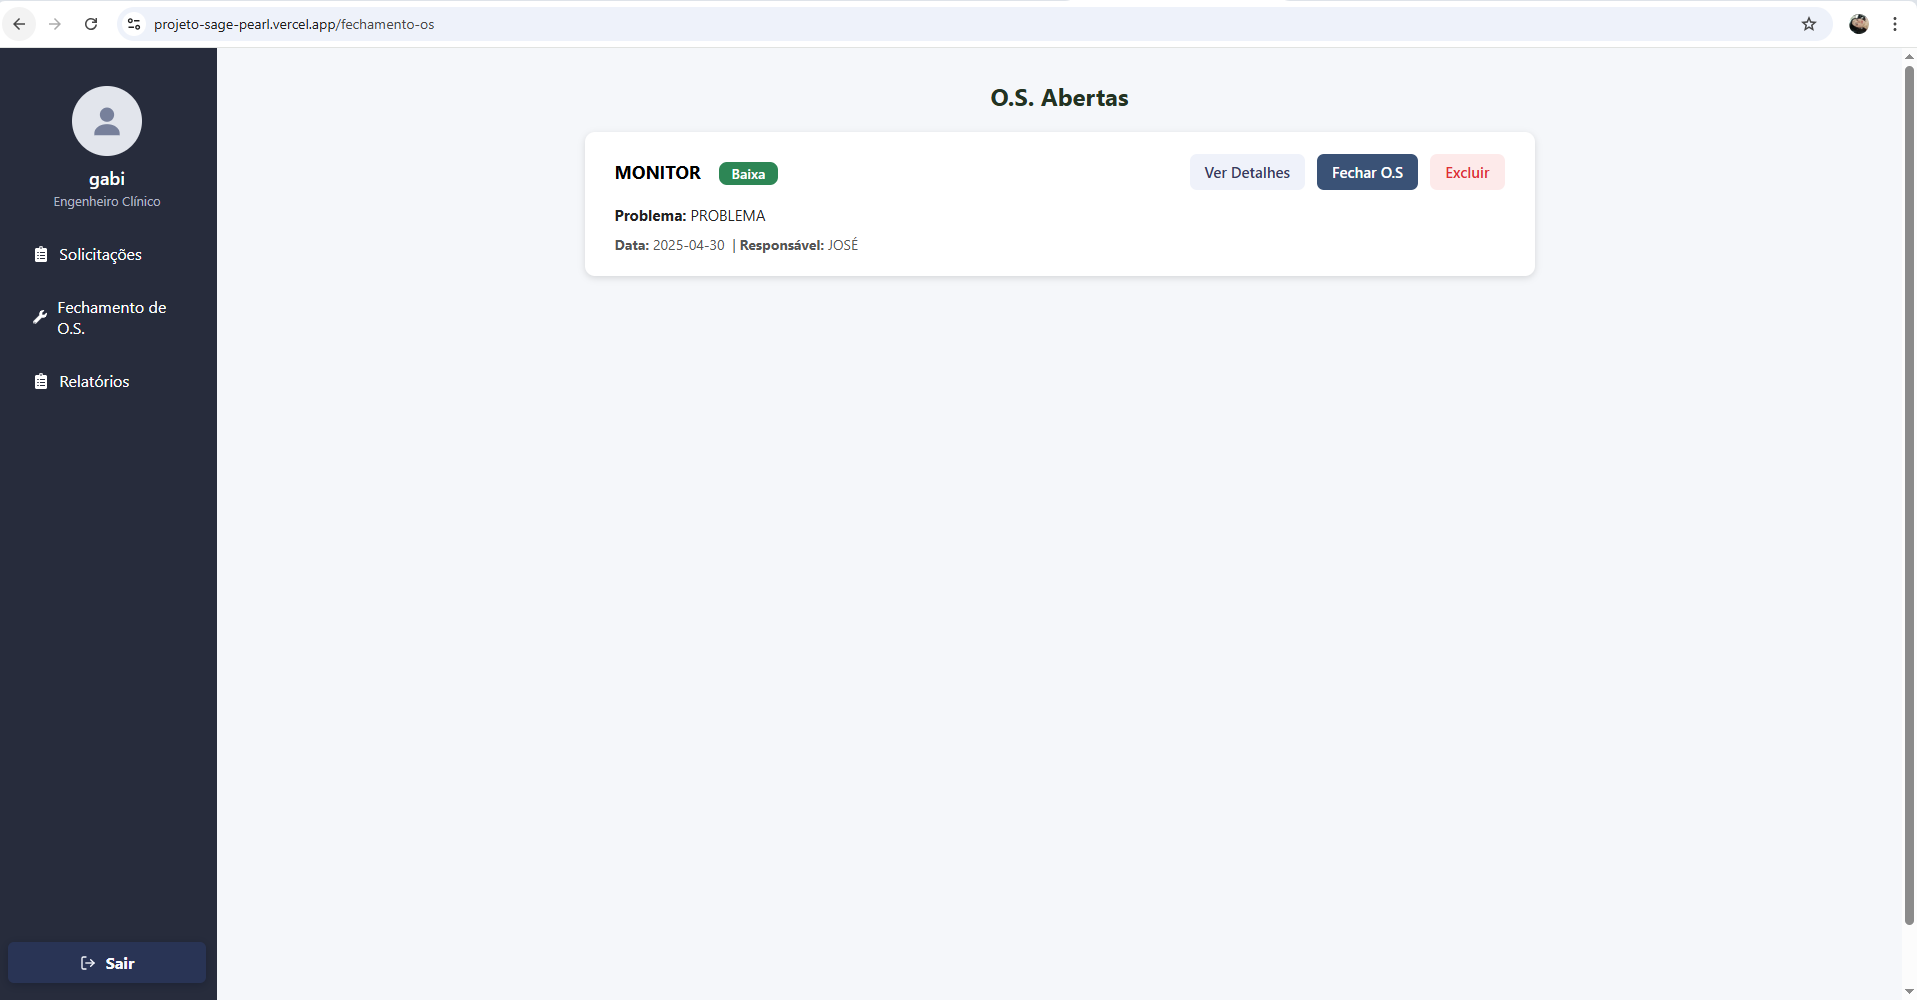 projeto-sage-pearl.vercel.app/fechamento-os
gabi
Engenheiro Clínico
Solicitações
Fechamento de
O.S.
Relatórios
Sair
O.S. Abertas
MONITOR Baixa Ver Detalhes Fechar O.S Excluir
Problema: PROBLEMA
Data: 2025-04-30 | Responsável: JOSÉ